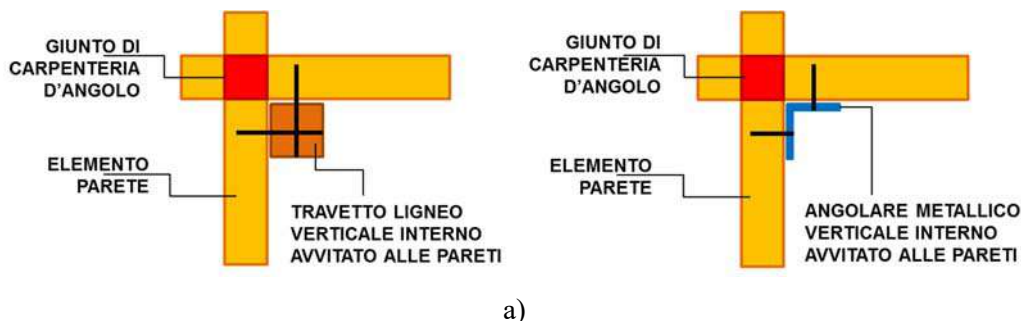 GIUNTO DI
CARPENTERIA
D'ANGOLO
ELEMENTO
PARETE
TRAVETTO LIGNEO
VERTICALE INTERNO
AVVITATO ALLE PARETI
GIUNTO DI
CARPENTERIA
D'ANGOLO
ELEMENTO
PARETE
ANGOLARE METALLICO
VERTICALE INTERNO
AVVITATO ALLE PARETI
a)